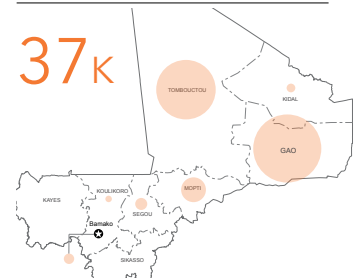 37K
TOMBOUCTOU
KIDAL
GAO
MOPTI
KOULIKORO
KAYES
SEGOU
Bamako
SIKASSO